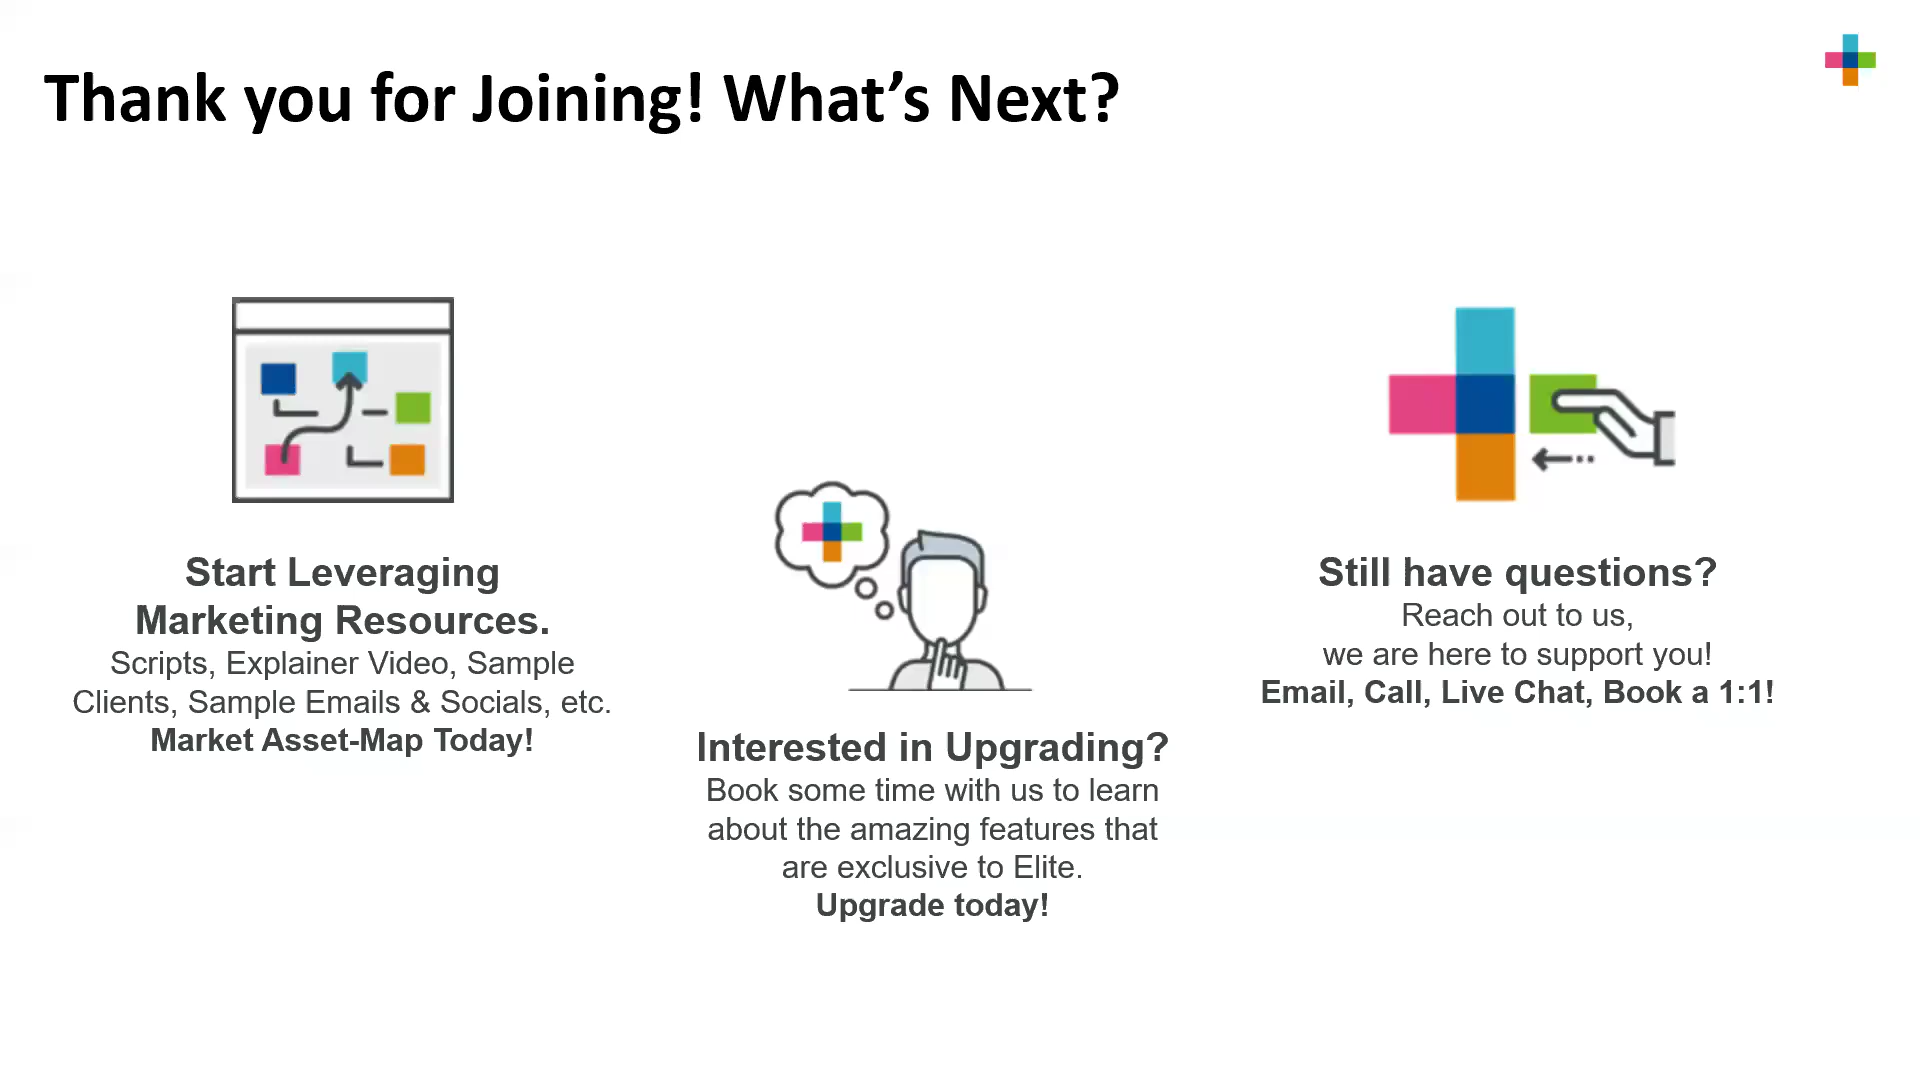 Thank you for Joining! What’s Next?
Start Leveraging
Marketing Resources.
Scripts, Explainer Video, Sample
Clients, Sample Emails & Socials, etc.
Market Asset-Map Today!
Interested in Upgrading?
Book some time with us to learn
about the amazing features that
are exclusive to Elite.
Upgrade today!
Still have questions?
Reach out to us,
we are here to support you!
Email, Call, Live Chat, Book a 1:1!